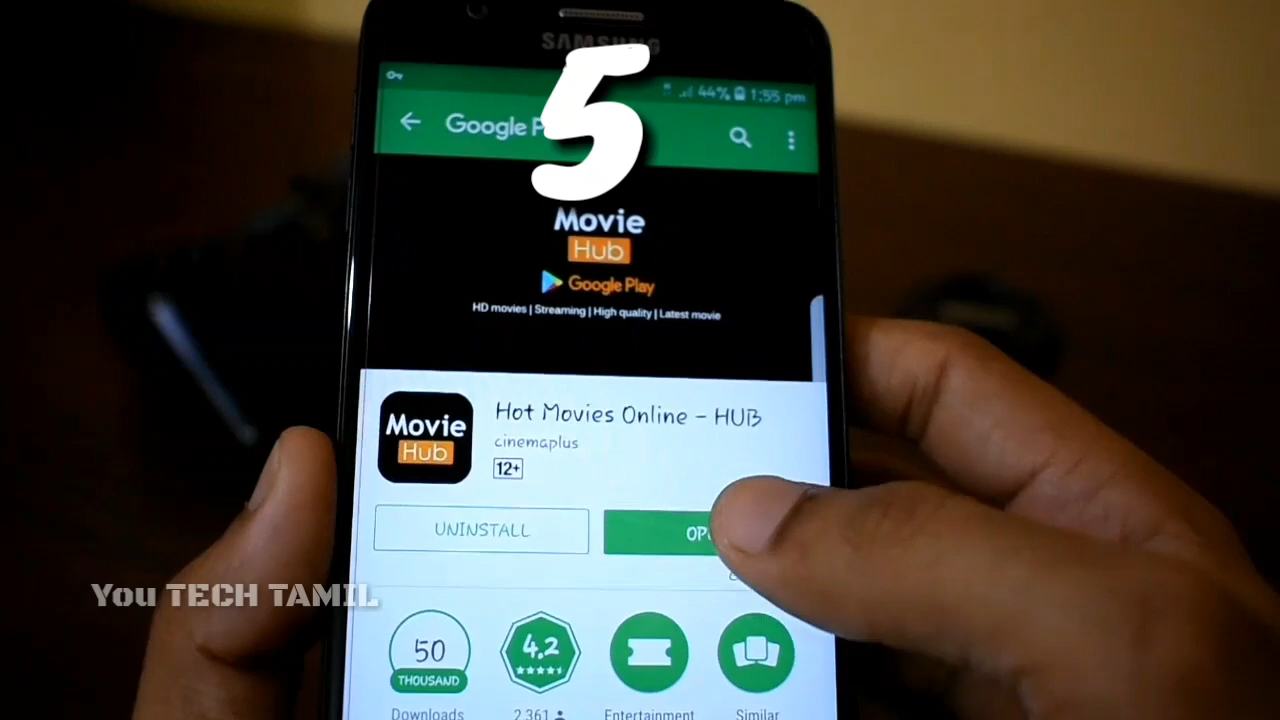 SAMSUNG
5
44% 1:55 pm
Google
Movie
Hub
Google Play
HD movies | Streaming | High quality | Latest movie
Movie
Hub
Hot Movies Online - HUB
cinemaplus
12+
UNINSTALL
You TECH TAMIL
50
THOUSAND
4.2
Downloads
2,361
Entertainment
Similar